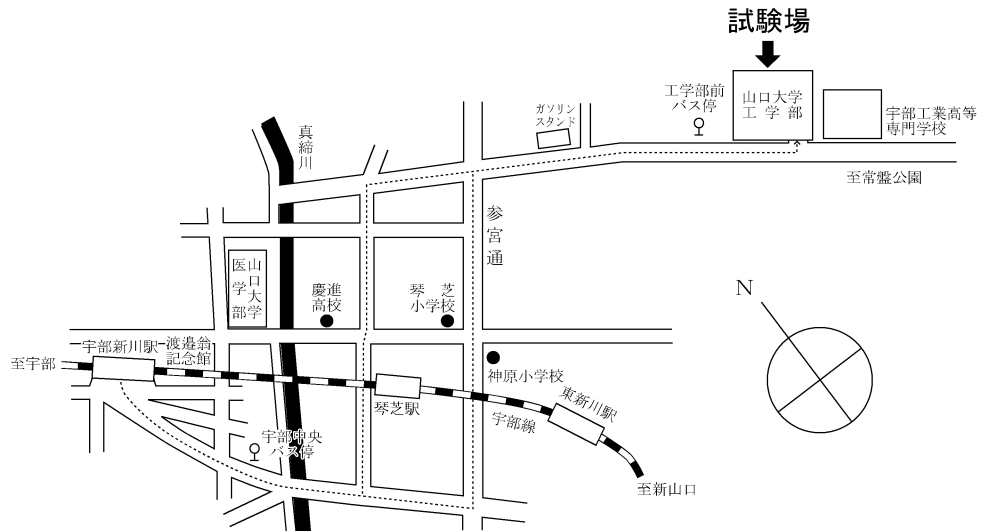 試験場
工学部前
バス停
山口大学
工学部
宇部工業高等
専門学校
ガソリン
スタンド
至常盤公園
真締川
参宮通
N
山口大学
医学部
慶進
高校
琴芝
小学校
至宇部
宇部新川駅
渡邉翁
記念館
琴芝駅
神原小学校
東新川駅
宇部線
宇部中央
バス停
至新山口